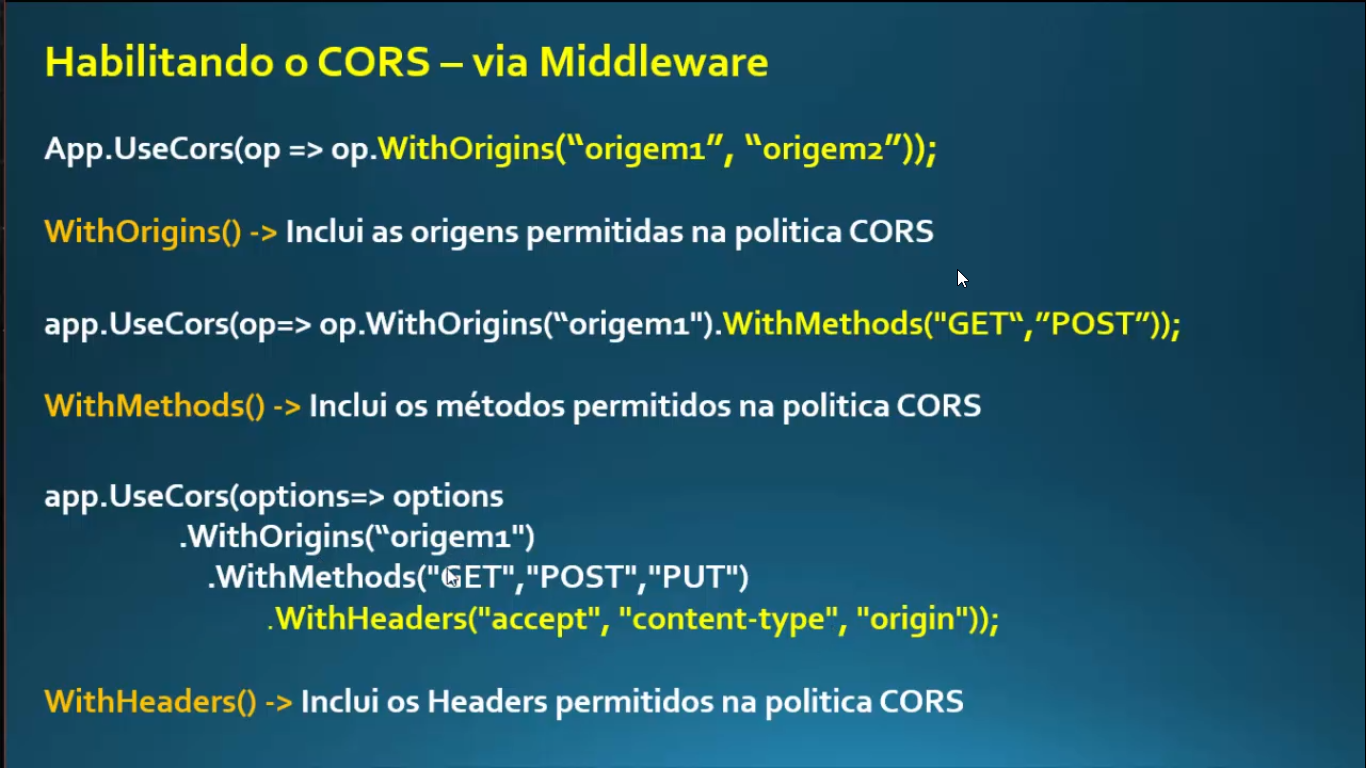 Habilitando o CORS – via Middleware
App.UseCors(op => op.WithOrigins(“origem1”, “origem2”));
WithOrigins() -> Inclui as origens permitidas na politica CORS
app.UseCors(op=> op.WithOrigins(“origem1").WithMethods("GET“,”POST”));
WithMethods() -> Inclui os métodos permitidos na politica CORS
app.UseCors(options=> options
.WithOrigins(“origem1")
.WithMethods("GET","POST","PUT")
.WithHeaders("accept", "content-type", "origin"));
WithHeaders() -> Inclui os Headers permitidos na politica CORS